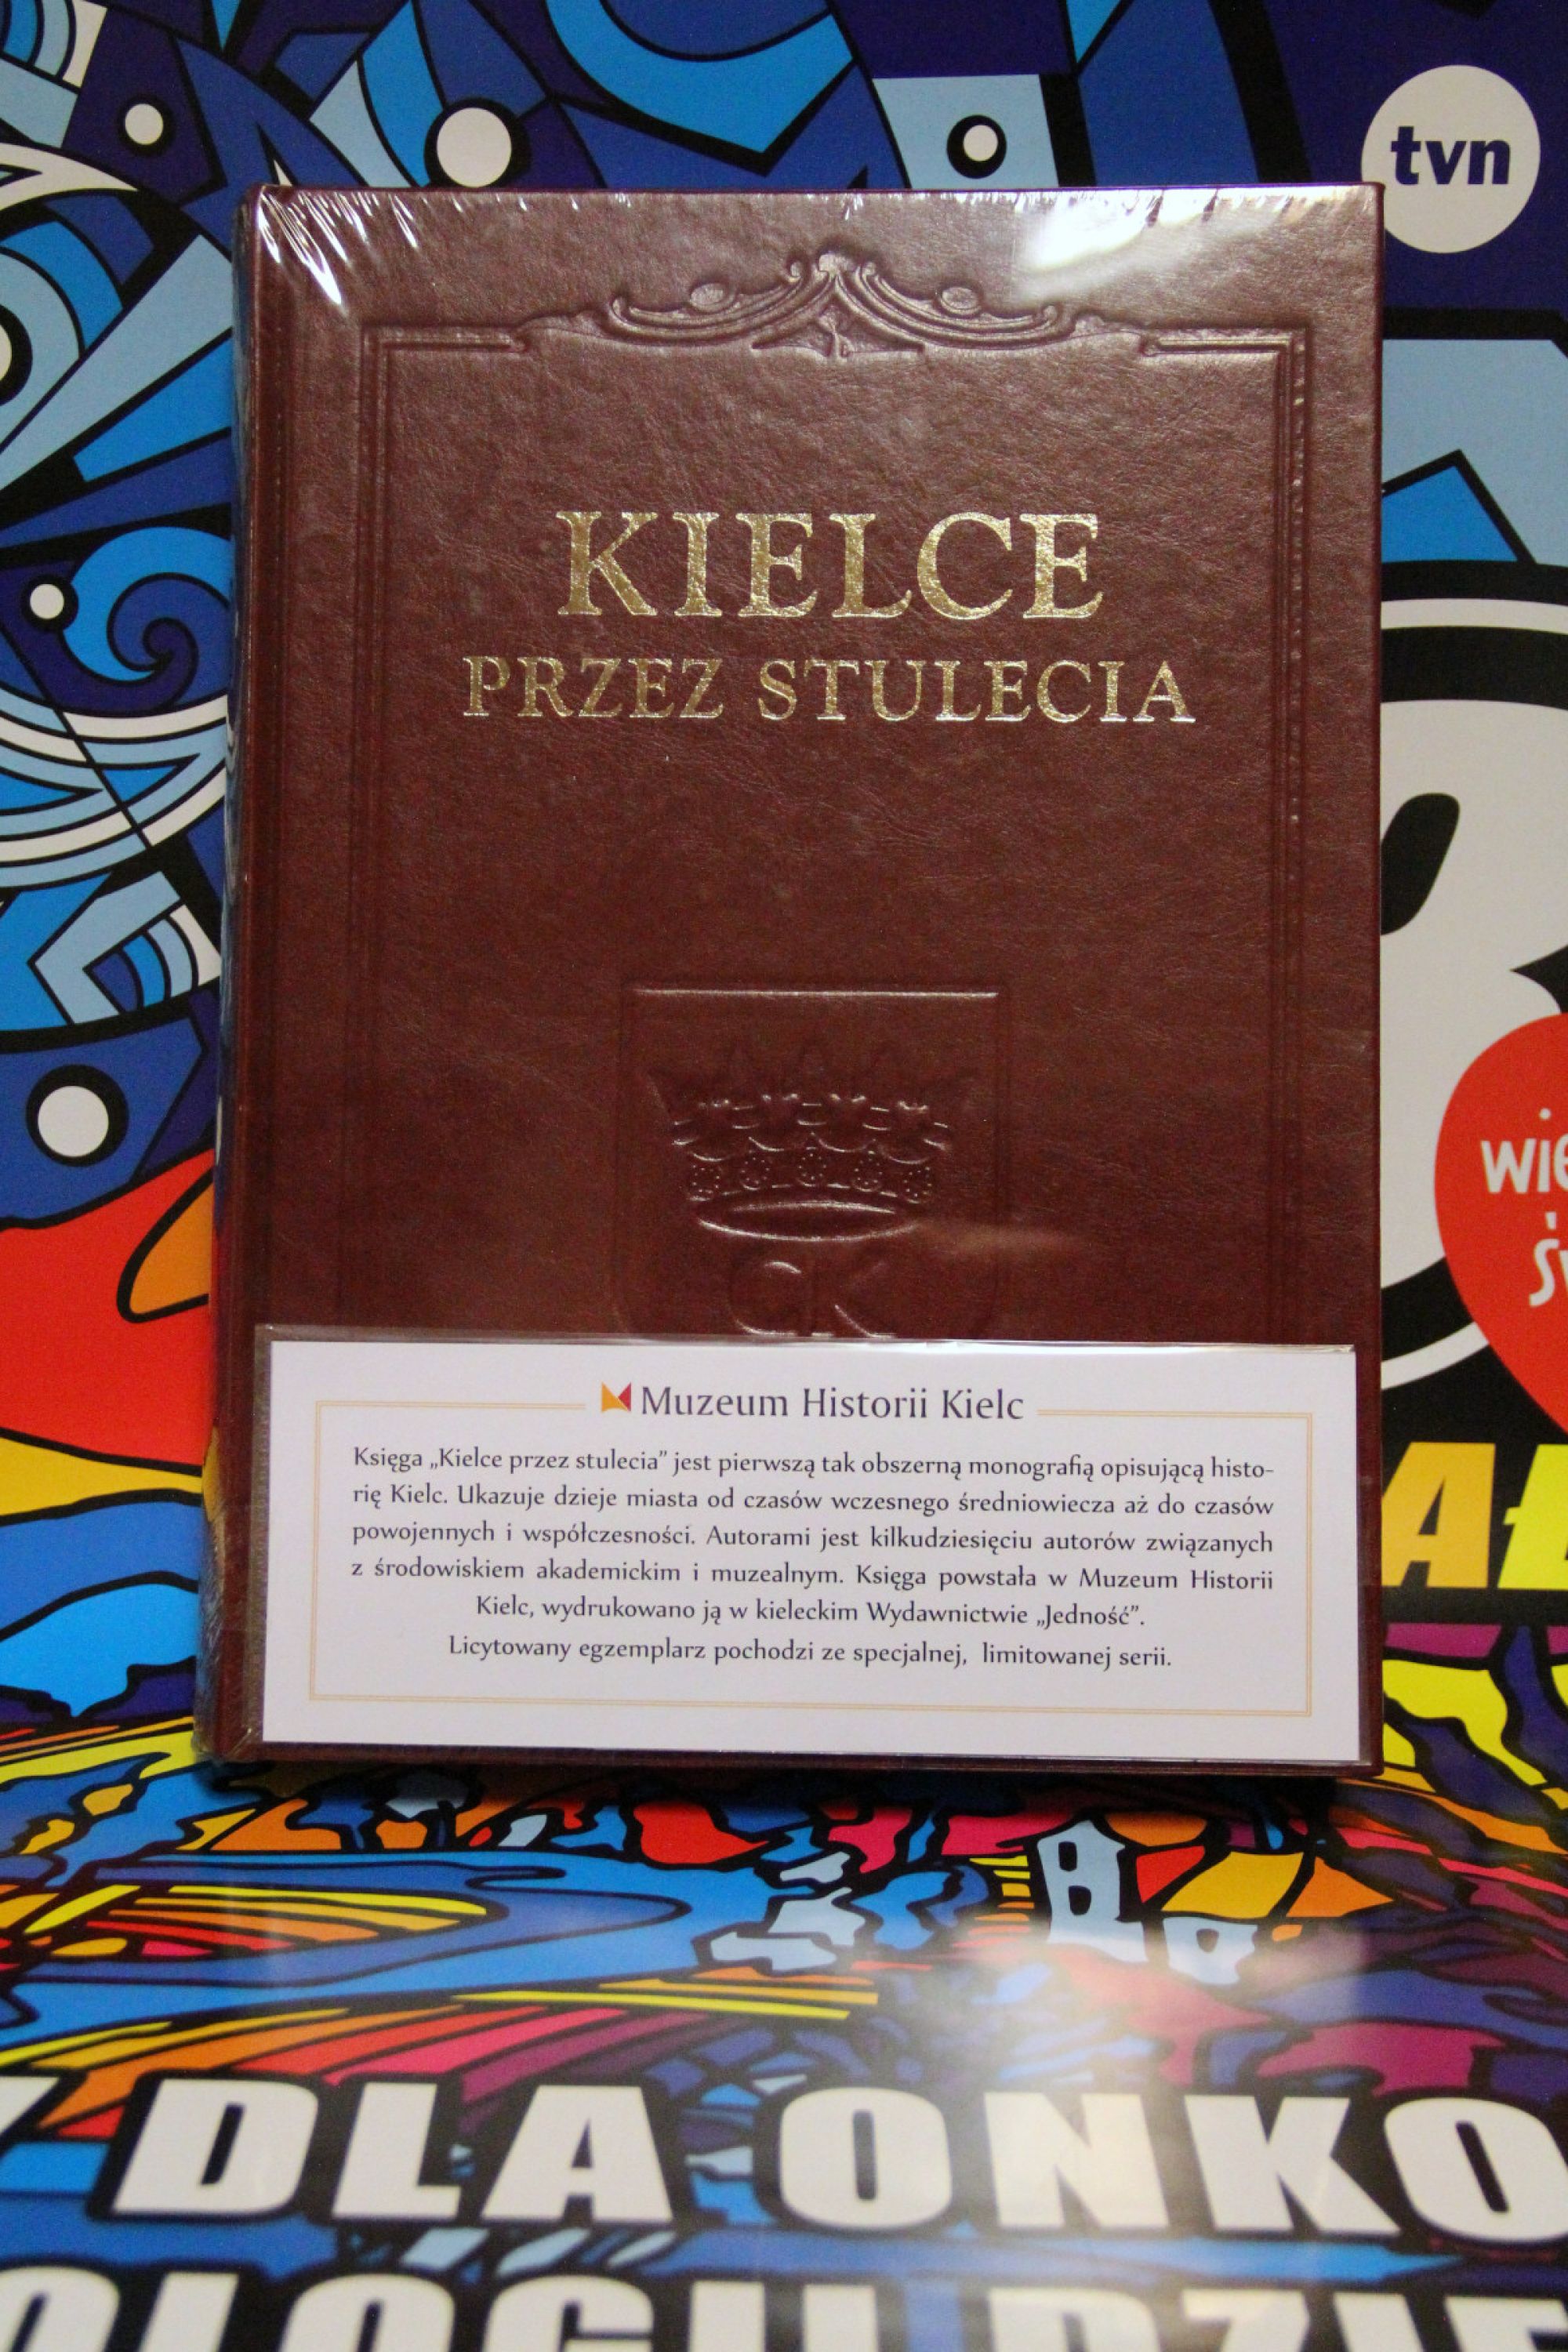 tvn
KIELCE
PRZEZ STULECIA
CK
Muzeum Historii Kielc
Księga „Kielce przez stulecia” jest pierwszą tak obszerną monografią opisującą histo-
rię Kielc. Ukazuje dzieje miasta od czasów wczesnego średniowiecza aż do czasów
powojennych i współczesności. Autorami jest kilkudziesięciu autorów związanych
z środowiskiem akademickim i muzealnym. Księga powstała w Muzeum Historii
Kielc, wydrukowano ją w kieleckim Wydawnictwie „Jedność”.
Licytowany egzemplarz pochodzi ze specjalnej, limitowanej serii.
DLA ONKO